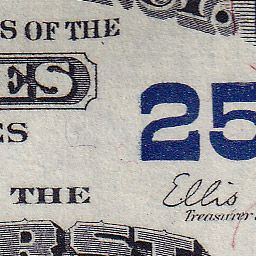 S OF THE
ES
25
ES
THE
Ellis
Treasurer